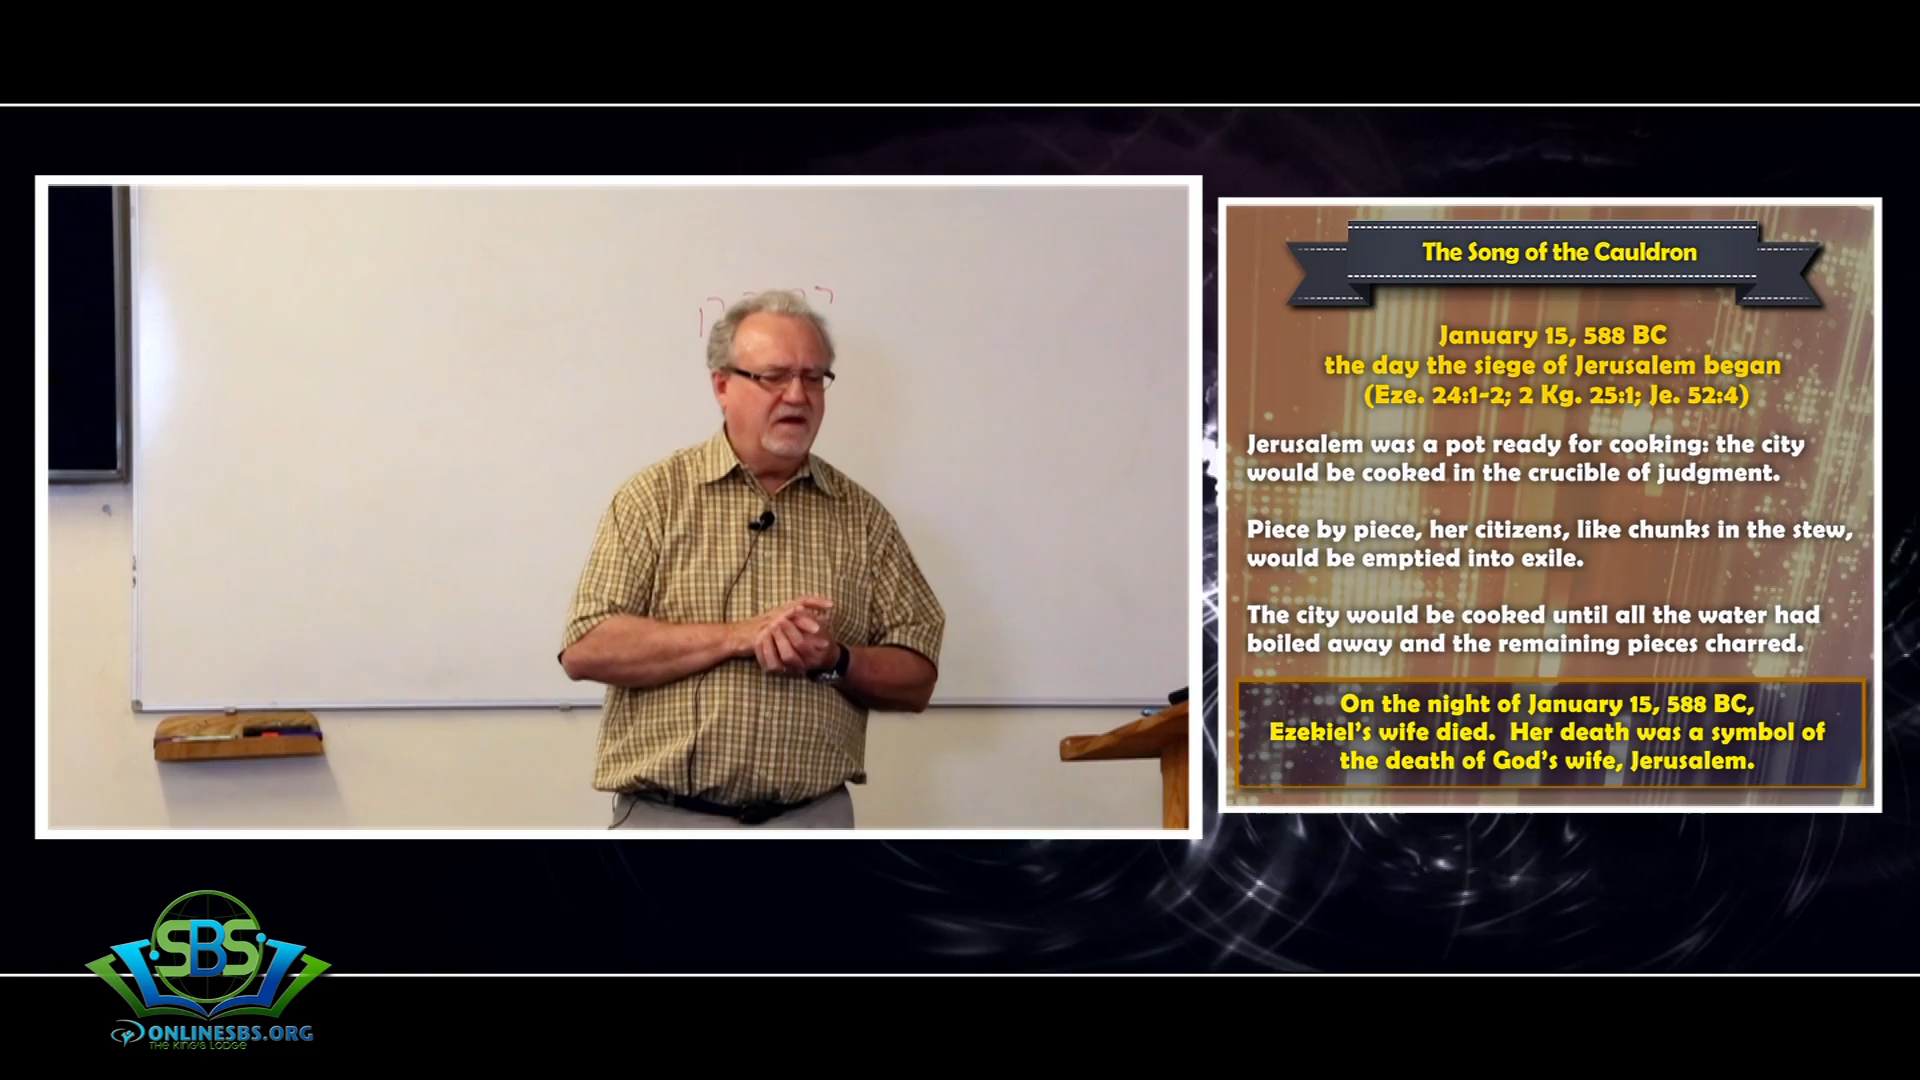 The Song of the Cauldron
January 15, 588 BC
the day the siege of Jerusalem began
(Eze. 24:1-2; 2 Kg. 25:1; Je. 52:4)
Jerusalem was a pot ready for cooking: the city
would be cooked in the crucible of judgment.
Piece by piece, her citizens, like chunks in the stew,
would be emptied into exile.
The city would be cooked until all the water had
boiled away and the remaining pieces charred.
On the night of January 15, 588 BC,
Ezekiel's wife died. Her death was a symbol of
the death of God's wife, Jerusalem.
SBS
ONLINESBS.ORG
THE KING'S LODGE